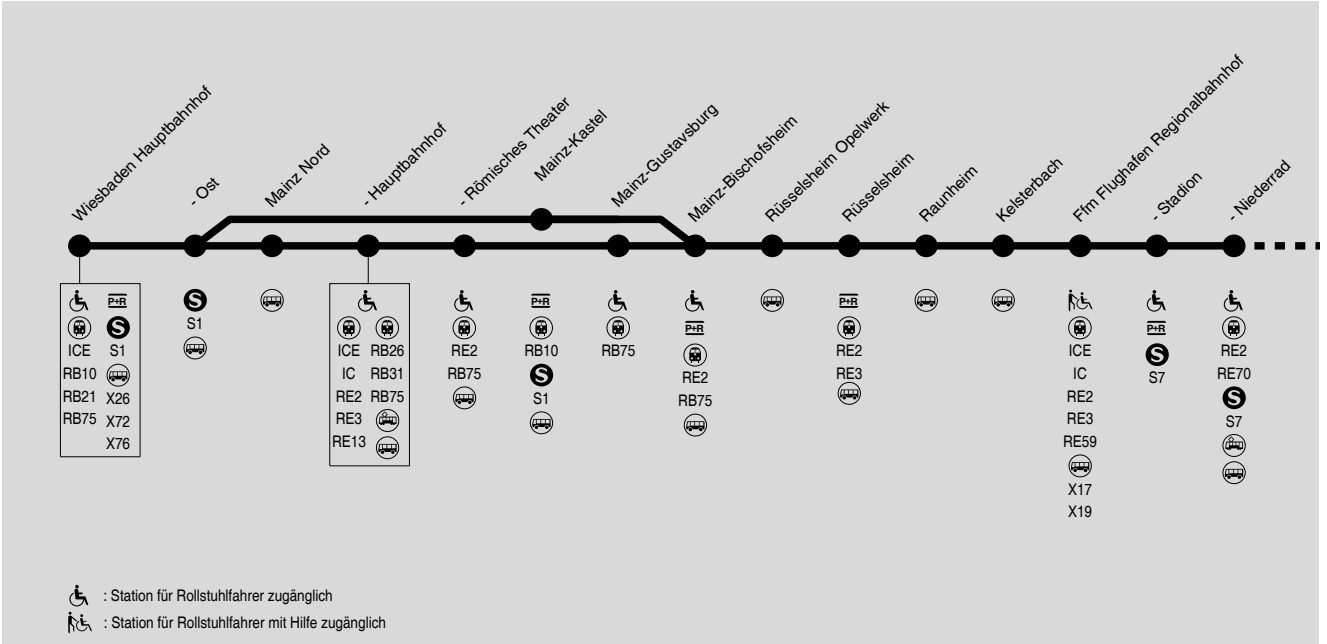 Wiesbaden Hauptbahnhof
- Ost
Mainz Nord
- Hauptbahnhof
- Römisches Theater
Mainz-Kastel
Mainz-Gustavsburg
Mainz-Bischofsheim
Rüsselsheim Opelwerk
Rüsselsheim
Raunheim
Kelsterbach
Ffm Flughafen Regionalbahnhof
- Stadion
- Niederrad
P+R
S
ICE
S1
RB10
RB21
X26
RB75
X72
X76
S
S1
ICE
RB26
IC
RB31
RE2
RB75
RE3
RE13
RE2
RB75
P+R
RB10
S
S1
RB75
P+R
RE2
RB75
P+R
RE2
RE3
ICE
IC
RE2
RE3
RE59
X17
X19
P+R
S
S7
RE2
RE70
S
S7
: Station für Rollstuhlfahrer zugänglich
: Station für Rollstuhlfahrer mit Hilfe zugänglich